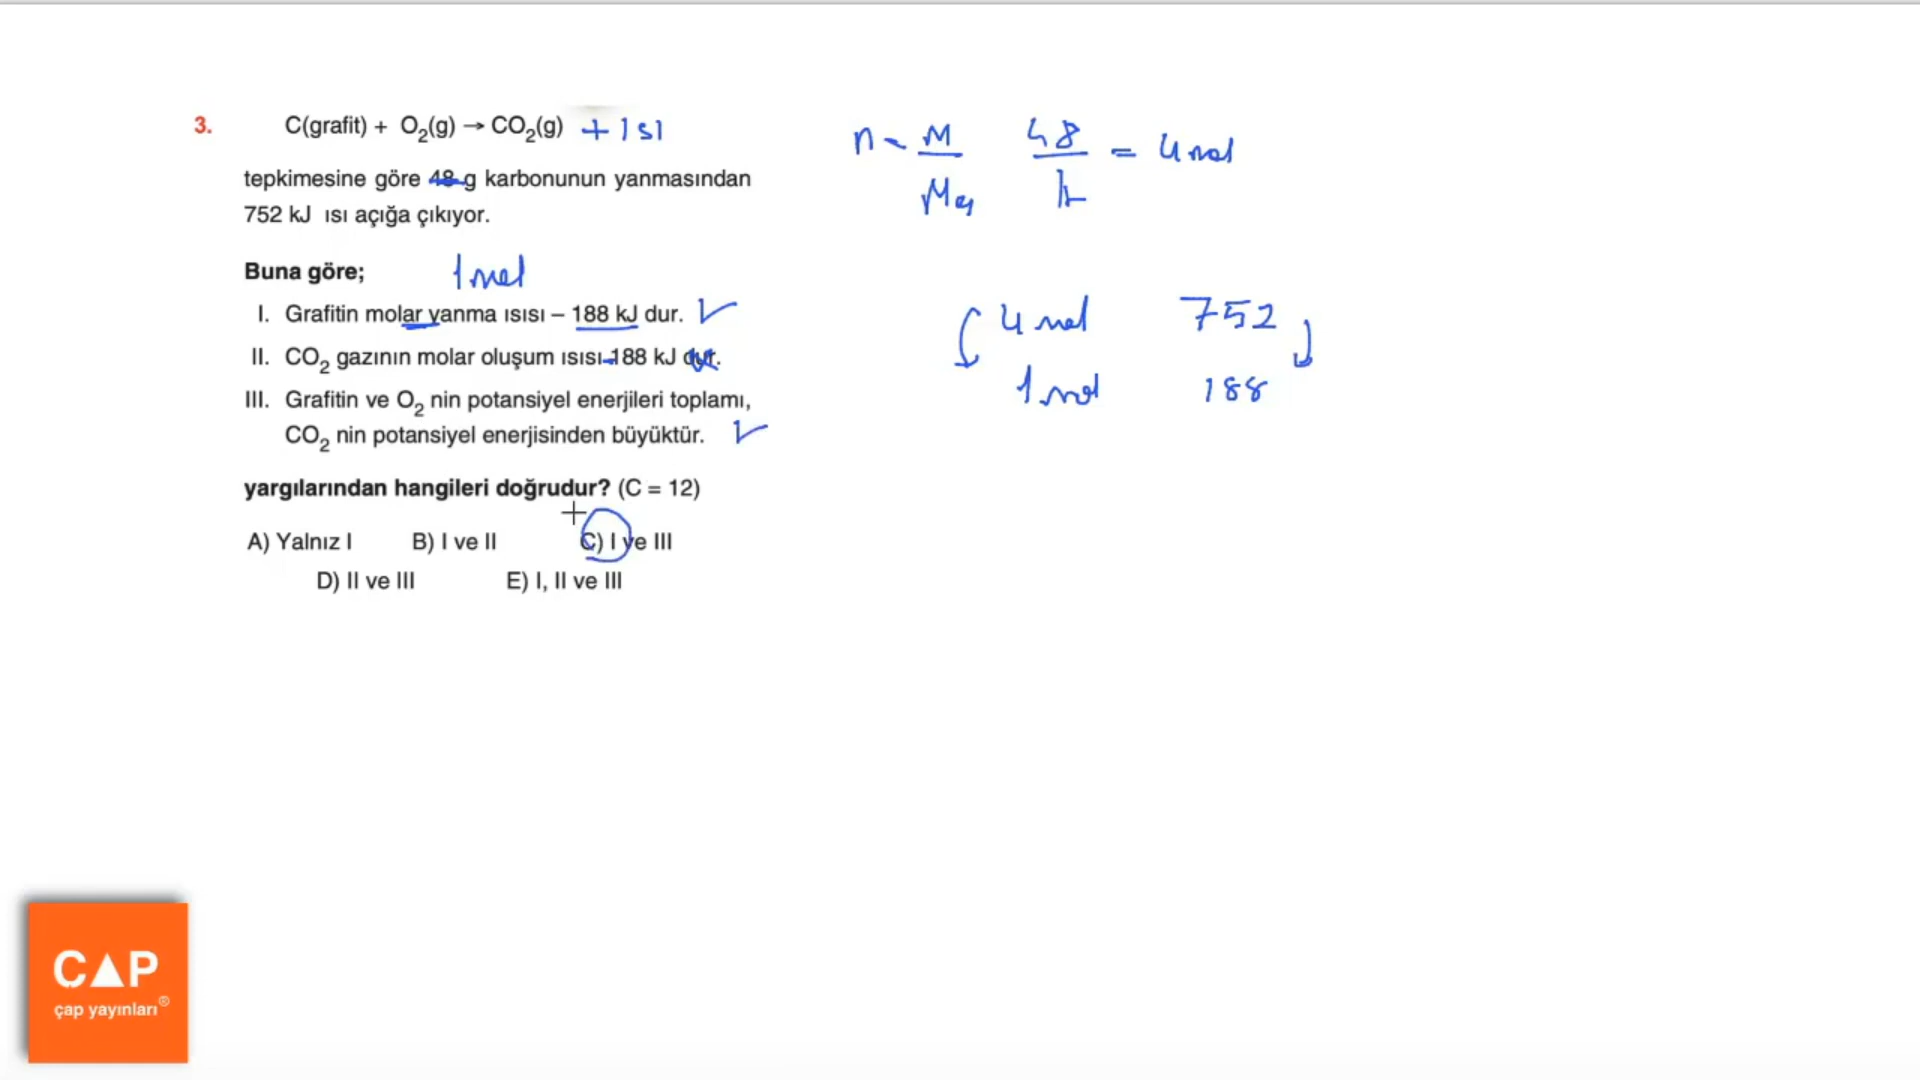 3. C(grafit) + O₂(g) → CO₂(g) + ısı
tepkimesine göre 48 g karbonunun yanmasından
752 kJ ısı açığa çıkıyor.
Buna göre;
1 mol
I. Grafitin molar yanma ısısı – 188 kJ dur. ✓
II. CO₂ gazının molar oluşum ısısı-188 kJ dur.
III. Grafitin ve O₂ nin potansiyel enerjileri toplamı,
CO₂ nin potansiyel enerjisinden büyüktür. ✓
yargılarından hangileri doğrudur? (C = 12)
A) Yalnız I B) I ve II C) I ve III
D) II ve III E) I, II ve III
n = M/MA 48/12 = 4 mol
4 mol 752
1 mol 188
ÇAP
çap yayınları®